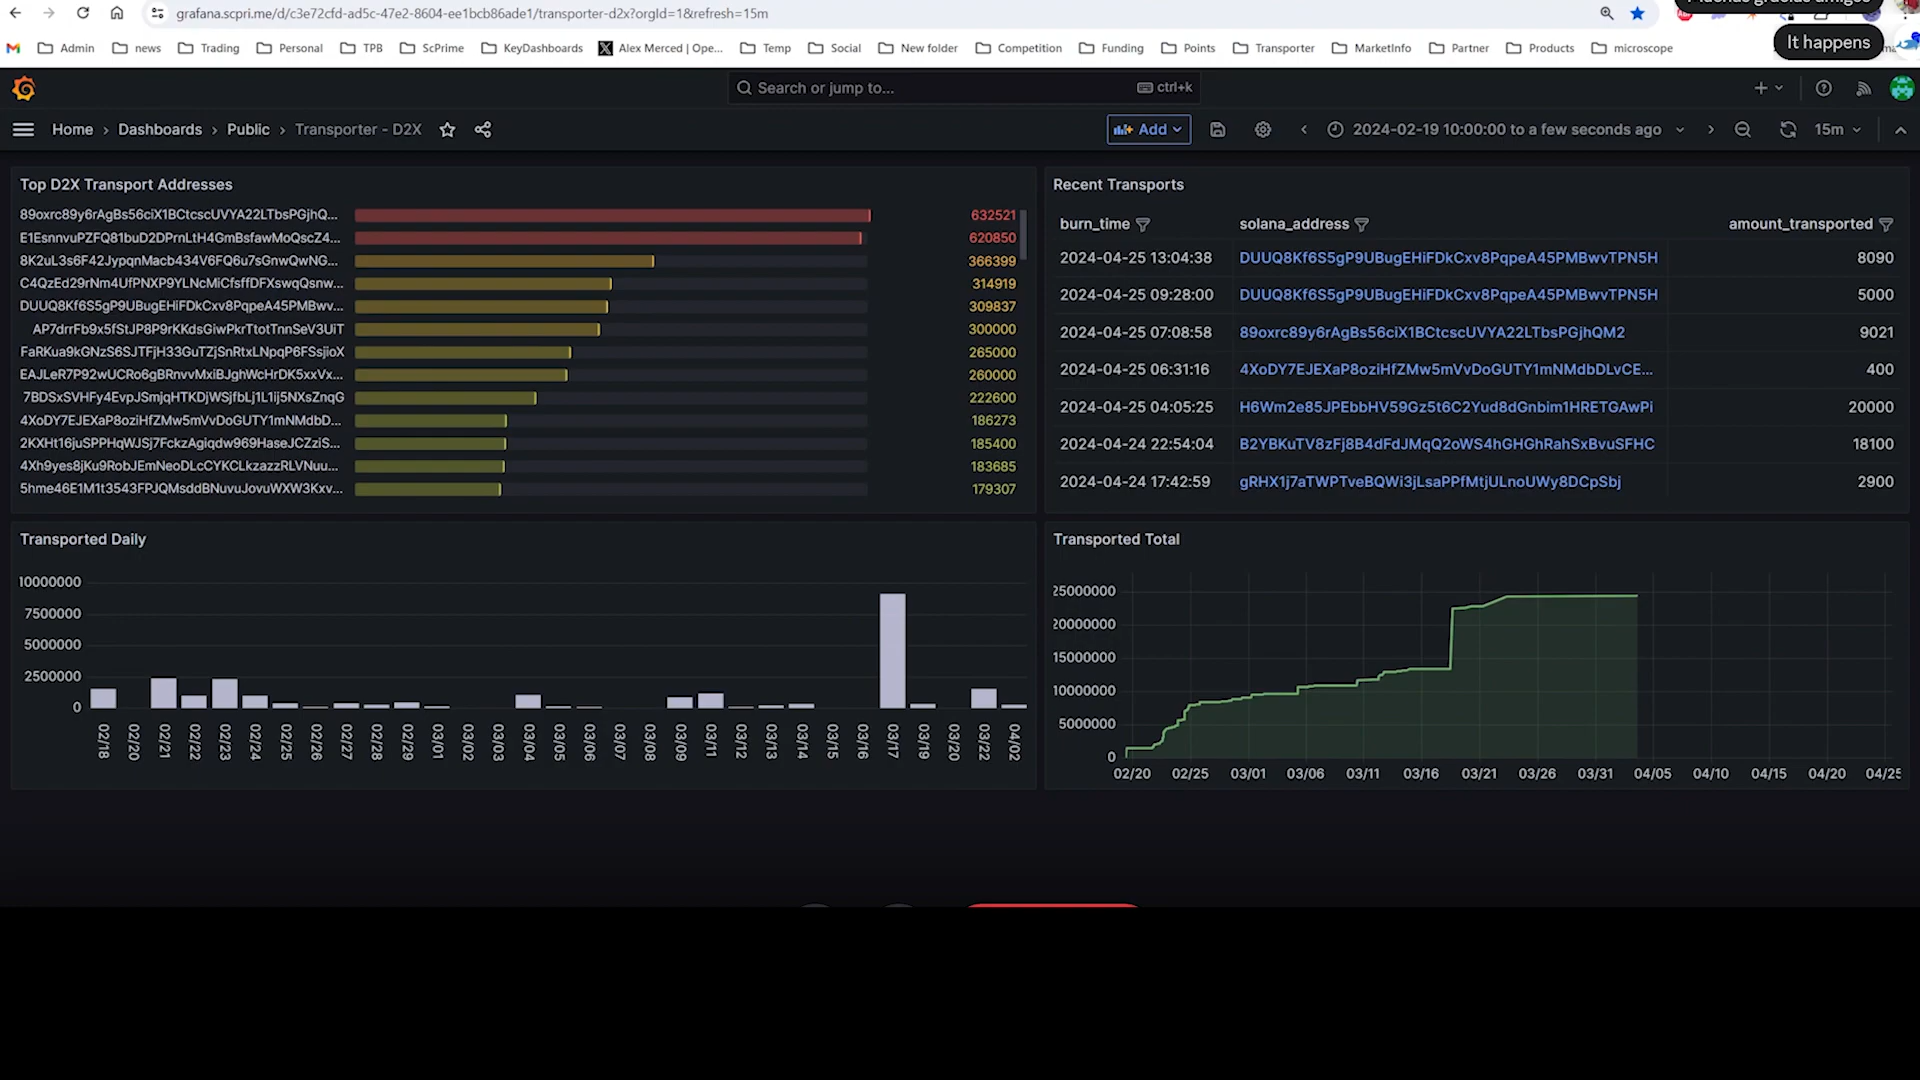 grafana.scpri.me/d/c3e72cfd-ad5c-47e2-8604-ee1bcb86ade1/transporter-d2x?orgId=1&refresh=15m
Admin news Trading Personal TPB ScPrime KeyDashboards Alex Merced | Ope... Temp Social New folder Competition Funding Points Transporter MarketInfo Partner Products microscope
It happens
Search or jump to... ctrl+k
Home › Dashboards › Public › Transporter - D2X
Add
2024-02-19 10:00:00 to a few seconds ago
15m
Top D2X Transport Addresses
89oxrc89y6rAgBs56ciX1BCtcscUVYA22LTbsPGjhQ... 632521
E1EsnnvuPZFQ81buD2DPrnLtH4GmBsfawMoQscZ4... 620850
8K2uL3s6F42JypqnMacb434V6FQ6u7sGnwQwNG... 366399
C4QzEd29rNm4UfPNXP9YLNcMiCfsffDFXswqQsnw... 314919
DUUQ8Kf6S5gP9UBugEHiFDkCxv8PqpeA45PMBwv... 309837
AP7drrFb9x5fStJP8P9rKKdsGiwPkrTtotTnnSeV3UiT 300000
FaRKua9kGNzS6SJTFjH33GuTZjSnRtxLNpqP6FSsjioX 265000
EAJLeR7P92wUCRo6gBRnvvMxiBJghWcHrDK5xxVx... 260000
7BDSxSVHFy4EvpJSmjqHTKDjWSjfbLj1L1ij5NXsZnqG 222600
4XoDY7EJEXaP8oziHfZMw5mVvDoGUTY1mNMdbD... 186273
2KXHt16juSPPHqWJSj7FckzAgiqdw969HaseJCZziS... 185400
4Xh9yes8jKu9RobJEmNeoDLcCYKCLkzazzRLVNuu... 183685
5hme46E1M1t3543FPJQMsddBNuvuJovuWXW3Kxv... 179307
Recent Transports
burn_time solana_address amount_transported
2024-04-25 13:04:38 DUUQ8Kf6S5gP9UBugEHiFDkCxv8PqpeA45PMBwvTPN5H 8090
2024-04-25 09:28:00 DUUQ8Kf6S5gP9UBugEHiFDkCxv8PqpeA45PMBwvTPN5H 5000
2024-04-25 07:08:58 89oxrc89y6rAgBs56ciX1BCtcscUVYA22LTbsPGjhQM2 9021
2024-04-25 06:31:16 4XoDY7EJEXaP8oziHfZMw5mVvDoGUTY1mNMdbDLvCE... 400
2024-04-25 04:05:25 H6Wm2e85JPEbbHV59Gz5t6C2Yud8dGnbim1HRETGAwPi 20000
2024-04-24 22:54:04 B2YBKuTV8zFj8B4dFdJMqQ2oWS4hGHGhRahSxBvuSFHC 18100
2024-04-24 17:42:59 gRHX1j7aTWPTveBQWi3jLsaPPfMtjULnoUWy8DCpSbj 2900
Transported Daily
10000000
7500000
5000000
2500000
0
02/18 02/20 02/21 02/22 02/23 02/24 02/25 02/26 02/27 02/28 02/29 03/01 03/02 03/03 03/04 03/05 03/06 03/07 03/08 03/09 03/11 03/12 03/13 03/14 03/15 03/16 03/17 03/19 03/20 03/22 04/02
Transported Total
25000000
20000000
15000000
10000000
5000000
0
02/20 02/25 03/01 03/06 03/11 03/16 03/21 03/26 03/31 04/05 04/10 04/15 04/20 04/25